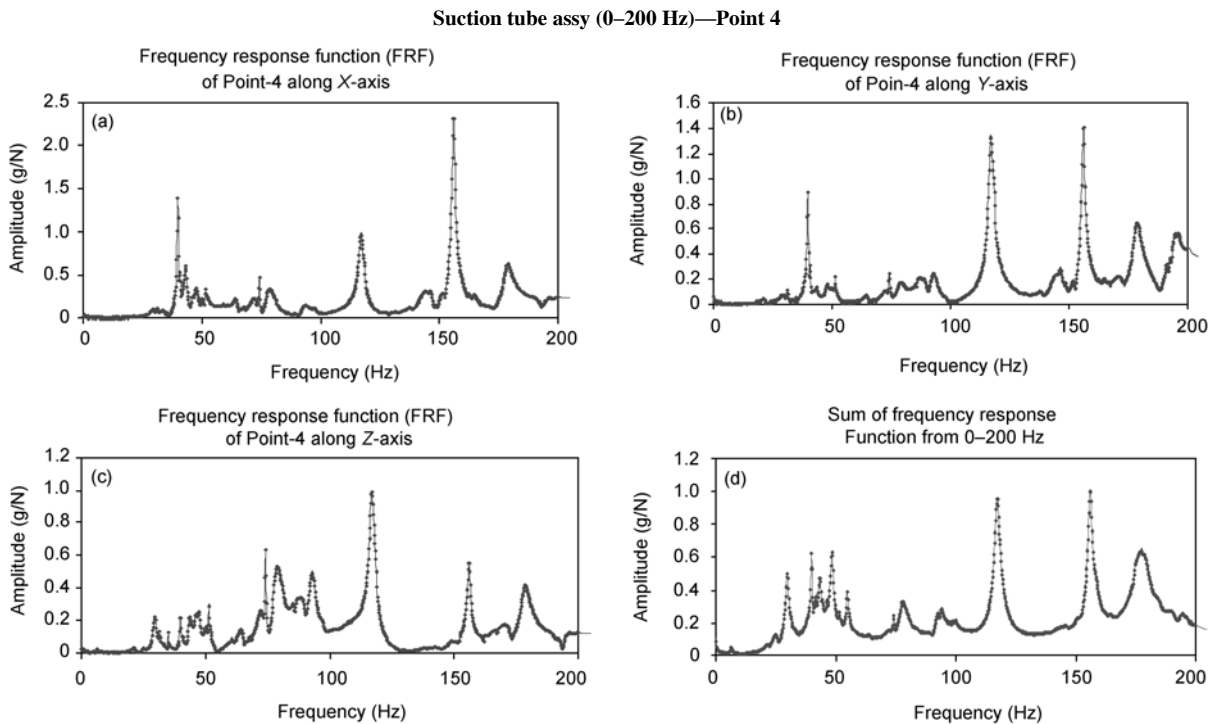 Suction tube assy (0–200 Hz)—Point 4
Frequency response function (FRF)
of Point-4 along X-axis
2.5
2.0
1.5
1.0
0.5
0
(a)
Amplitude (g/N)
0 50 100 150 200
Frequency (Hz)
Frequency response function (FRF)
of Poin-4 along Y-axis
1.6
1.4
1.2
1.0
0.8
0.6
0.4
0.2
0
(b)
Amplitude (g/N)
0 50 100 150 200
Frequency (Hz)
Frequency response function (FRF)
of Point-4 along Z-axis
1.2
1.0
0.8
0.6
0.4
0.2
0
(c)
Amplitude (g/N)
0 50 100 150 200
Frequency (Hz)
Sum of frequency response
Function from 0–200 Hz
1.2
1.0
0.8
0.6
0.4
0.2
0
(d)
Amplitude (g/N)
0 50 100 150 200
Frequency (Hz)